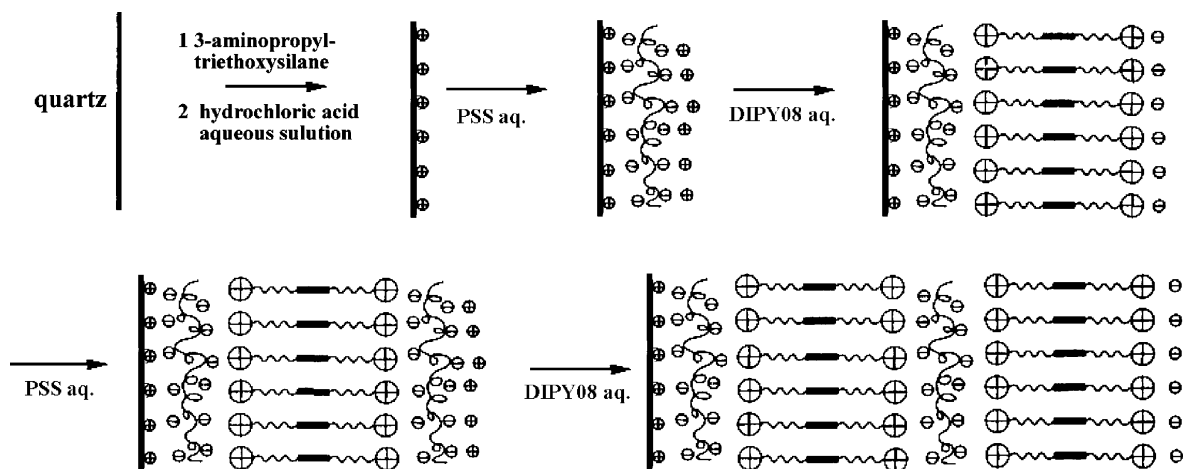 quartz
1 3-aminopropyl-
triethoxysilane
2 hydrochloric acid
aqueous sulution
PSS aq.
DIPY08 aq.
PSS aq.
DIPY08 aq.